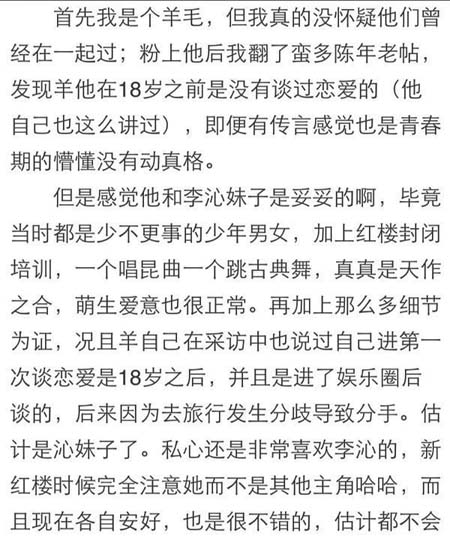 首先我是个羊毛，但我真的没怀疑他们曾
经在一起过；粉上他后我翻了蛮多陈年老帖，
发现羊他在18岁之前是没有谈过恋爱的（他
自己也这么讲过），即便有传言感觉也是青春
期的懵懂没有动真格。
但是感觉他和李沁妹子是妥妥的啊，毕竟
当时都是少不更事的少年男女，加上红楼封闭
培训，一个唱昆曲一个跳古典舞，真真是天作
之合，萌生爱意也很正常。再加上那么多细节
为证，况且羊自己在采访中也说过自己进第一
次谈恋爱是18岁之后，并且是进了娱乐圈后
谈的，后来因为去旅行发生分歧导致分手。估
计是沁妹子了。私心还是非常喜欢李沁的，新
红楼时候完全注意她而不是其他主角哈哈，而
且现在各自安好，也是很不错的，估计都不会